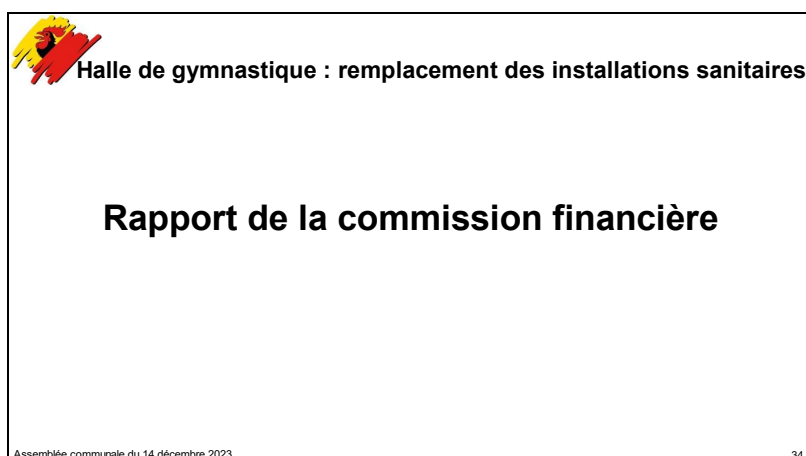 Halle de gymnastique : remplacement des installations sanitaires
Rapport de la commission financière
Assemblée communale du 14 décembre 2023
34